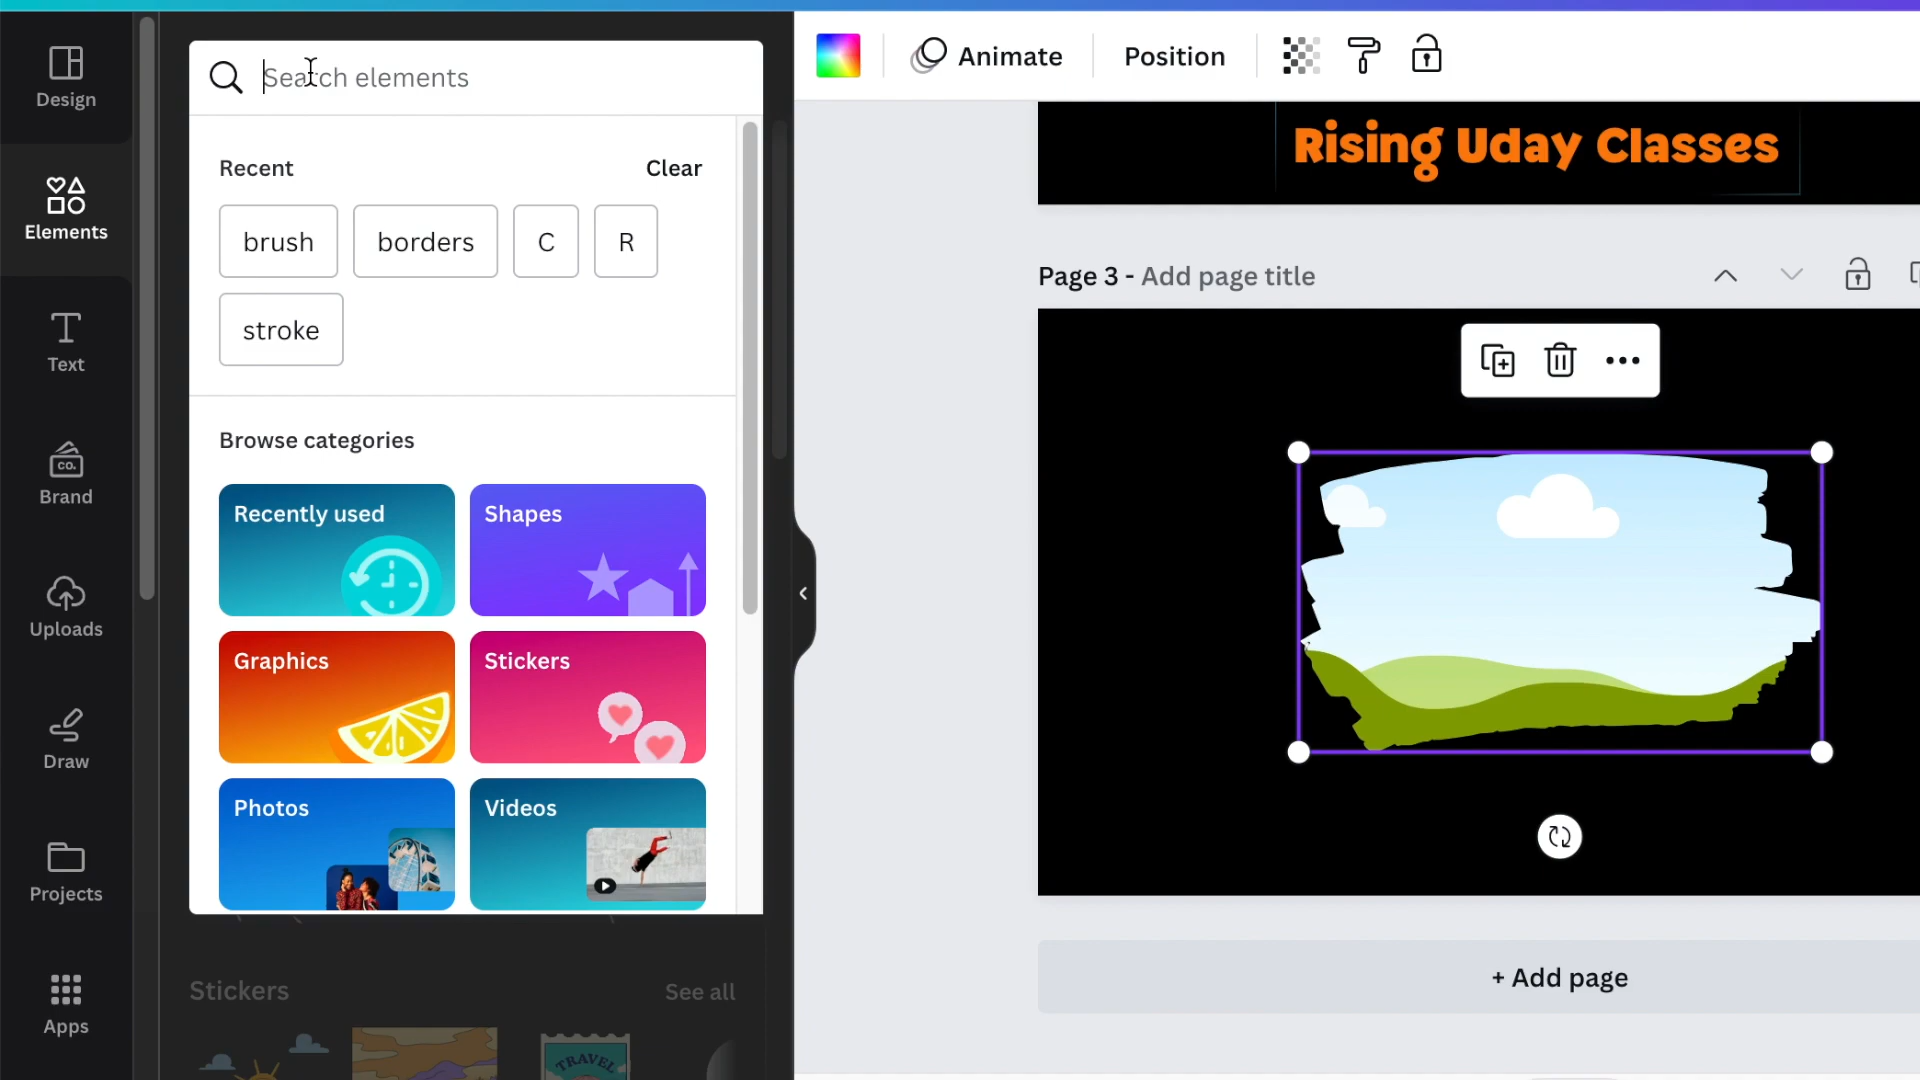 Design
Elements
Text
Brand
CO.
Uploads
Draw
Projects
Apps
Search elements
Recent
Clear
brush
borders
C
R
stroke
Browse categories
Recently used
Shapes
Graphics
Stickers
Photos
Videos
Stickers
See all
TRAVEL
Animate
Position
Rising Uday Classes
Page 3 - Add page title
+ Add page